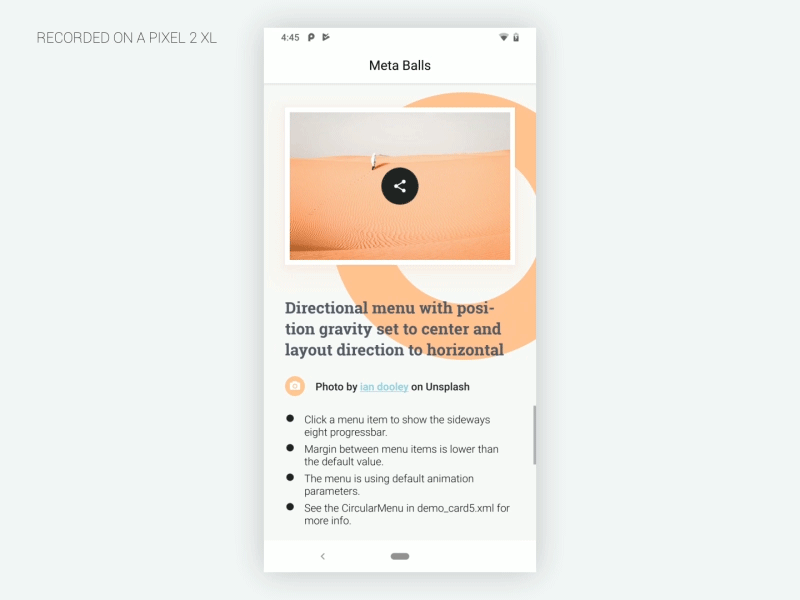 RECORDED ON A PIXEL 2 XL
4:45
Meta Balls
Directional menu with posi-
tion gravity set to center and
layout direction to horizontal
Photo by ian dooley on Unsplash
Click a menu item to show the sideways
eight progressbar.
Margin between menu items is lower than
the default value.
The menu is using default animation
parameters.
See the CircularMenu in demo_card5.xml for
more info.